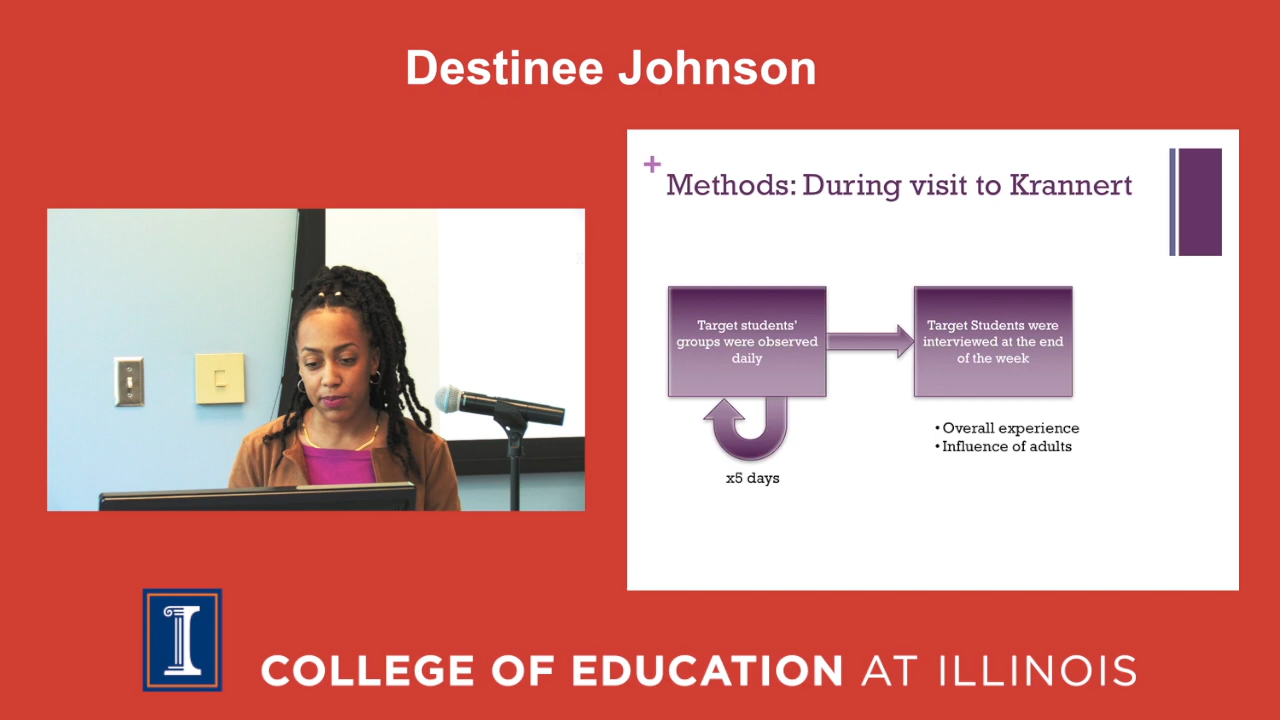 Destinee Johnson
+
Methods: During visit to Krannert
Target students'
groups were observed
daily
Target Students were
interviewed at the end
of the week
• Overall experience
• Influence of adults
x5 days
I
COLLEGE OF EDUCATION AT ILLINOIS